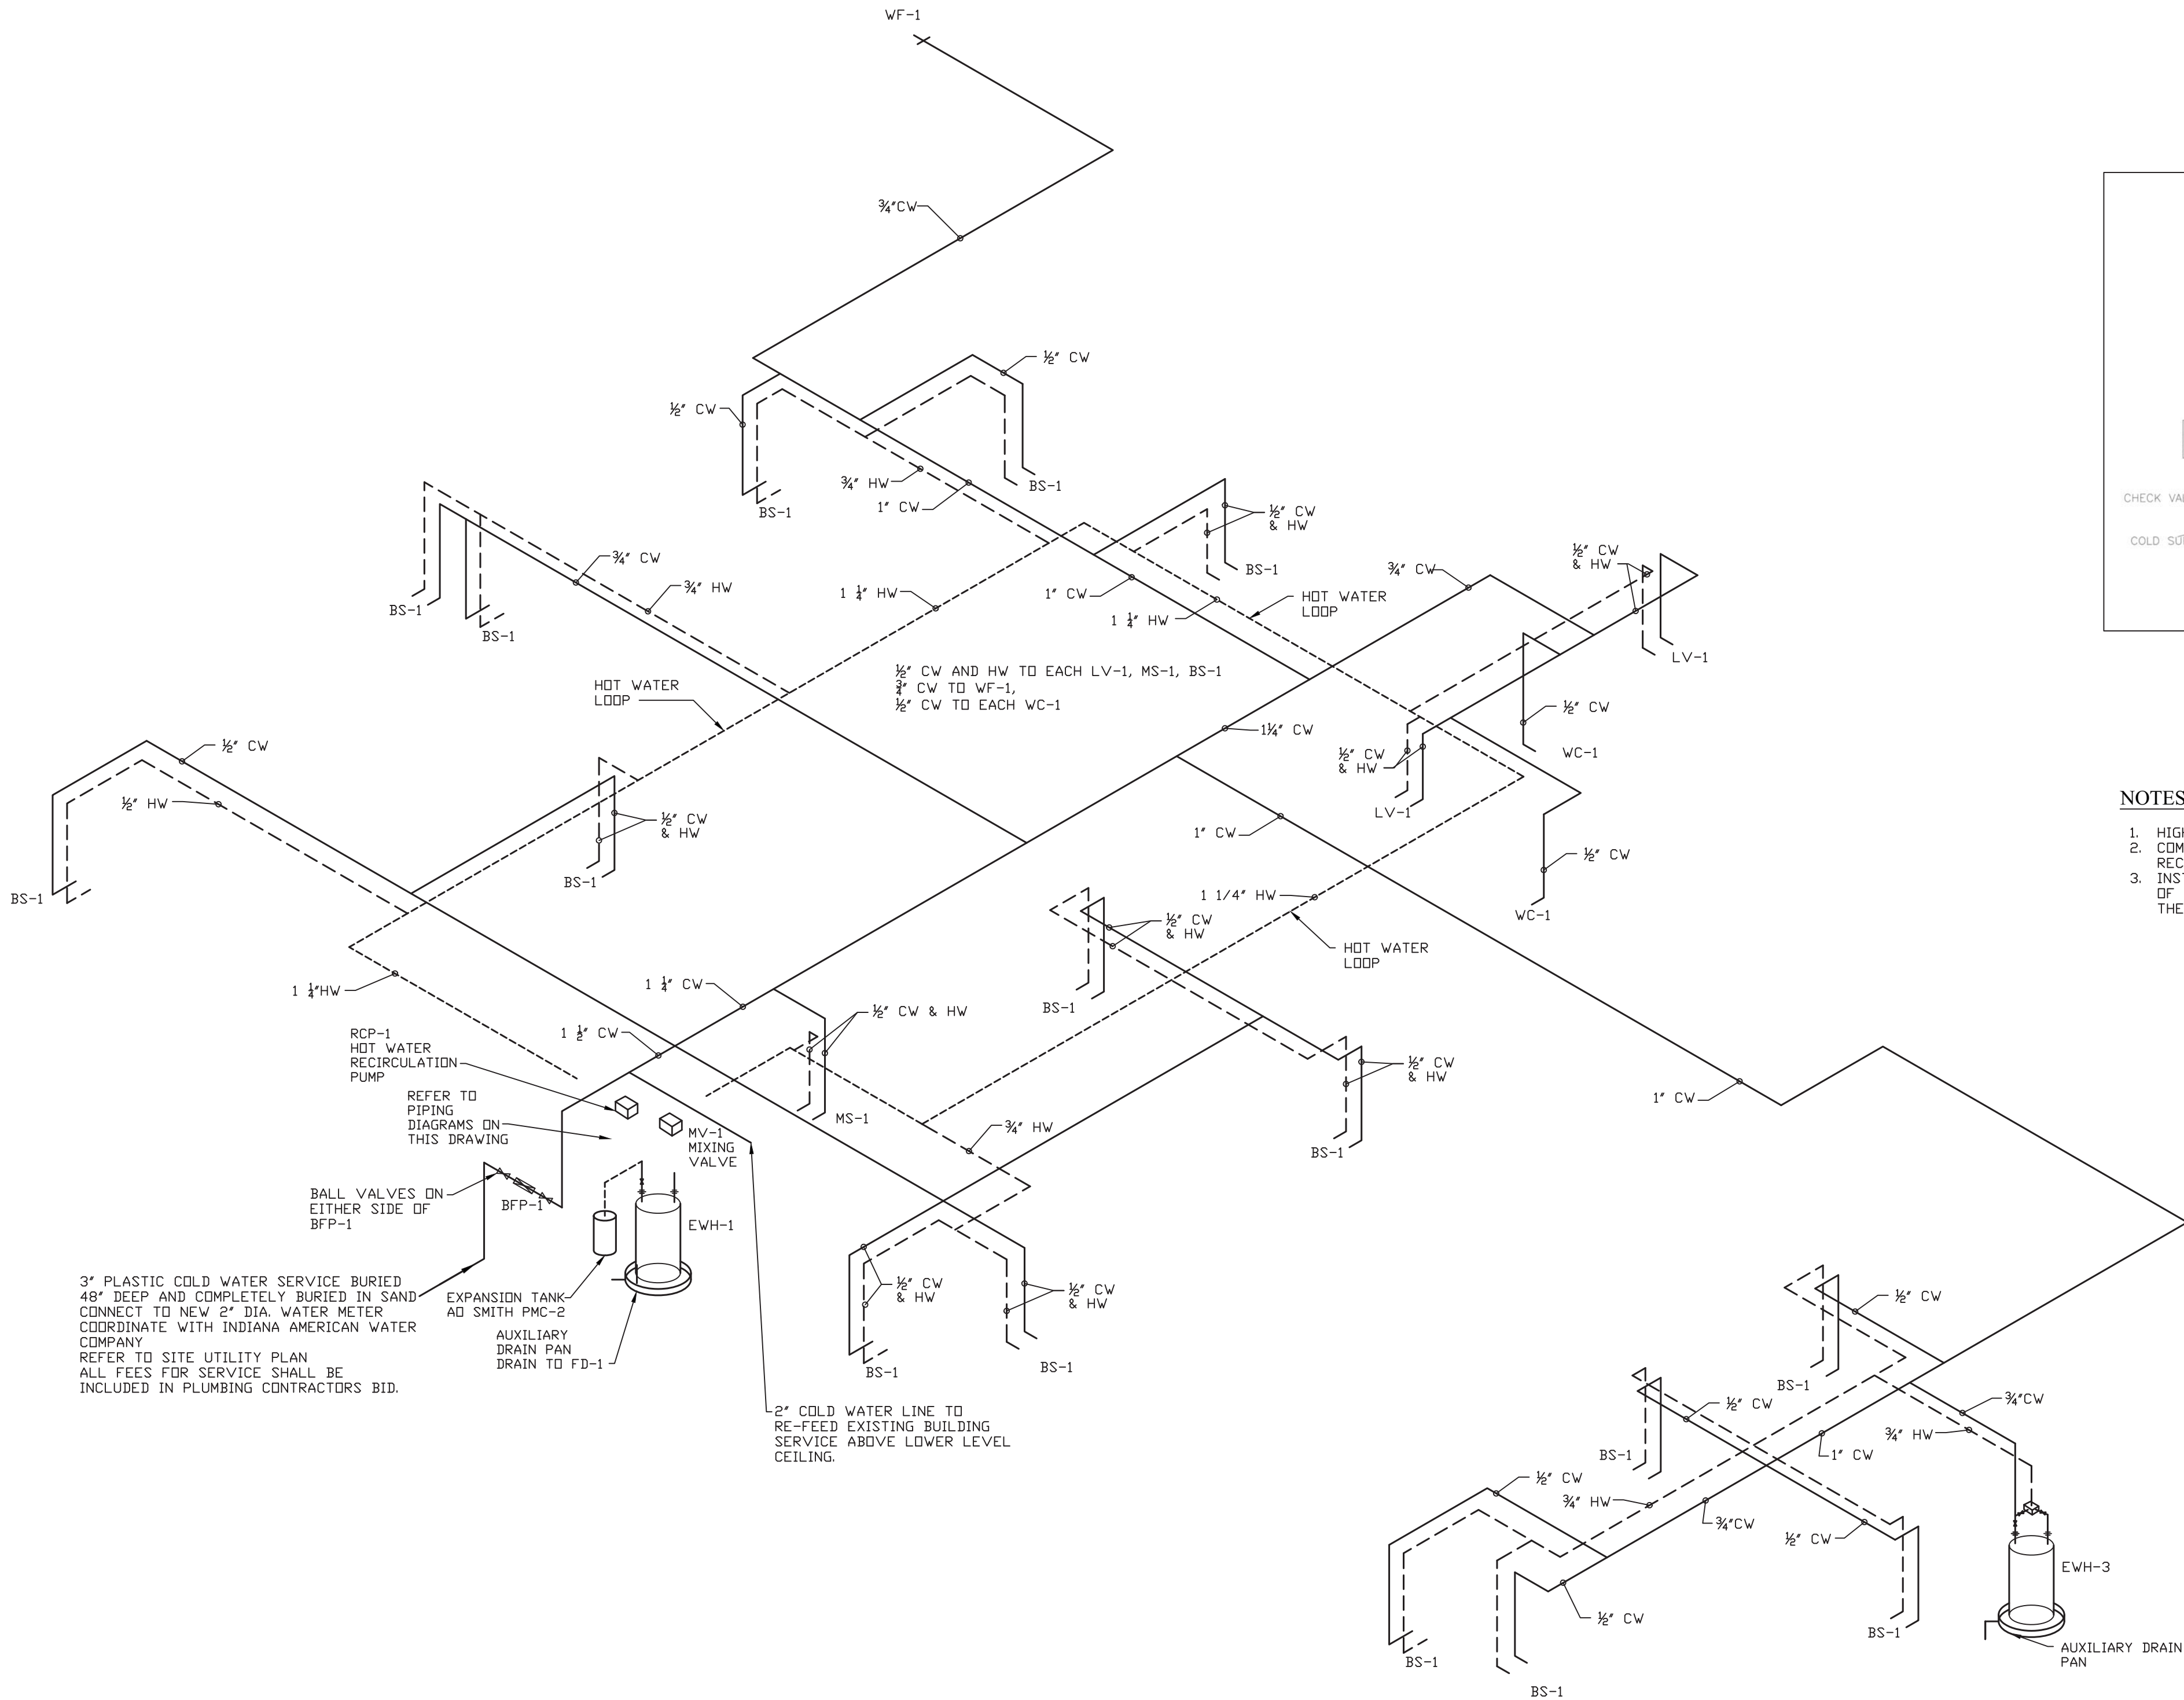 WF-1
¾"CW
½" CW
½" CW
¾" HW
1" CW
BS-1
BS-1
½" CW
& HW
BS-1
¾" CW
¾" HW
BS-1
BS-1
1 ¼" HW
1" CW
1 ¼" HW
HOT WATER
LOOP
¾" CW
½" CW
& HW
LV-1
CHECK
COLD
½" CW AND HW TO EACH LV-1, MS-1, BS-1
¾" CW TO WF-1,
½" CW TO EACH WC-1
HOT WATER
LOOP
1¼" CW
½" CW
WC-1
½" CW
& HW
LV-1
½" CW
½" HW
½" CW
& HW
BS-1
BS-1
1" CW
½" CW
WC-1
NOTES
1.
2.
3. 
OF
1 1/4" HW
HOT WATER
LOOP
½" CW
& HW
BS-1
1 ¼"HW
1 ¼" CW
½" CW & HW
1 ½" CW
RCP-1
HOT WATER
RECIRCULATION
PUMP
REFER TO
PIPING
DIAGRAMS ON
THIS DRAWING
MV-1
MIXING
VALVE
MS-1
¾" HW
½" CW
& HW
BS-1
1" CW
BALL VALVES ON
EITHER SIDE OF
BFP-1
BFP-1
EWH-1
3" PLASTIC COLD WATER SERVICE BURIED
48" DEEP AND COMPLETELY BURIED IN SAND
CONNECT TO NEW 2" DIA. WATER METER
COORDINATE WITH INDIANA AMERICAN WATER
COMPANY
REFER TO SITE UTILITY PLAN
ALL FEES FOR SERVICE SHALL BE
INCLUDED IN PLUMBING CONTRACTORS BID.
EXPANSION TANK
AO SMITH PMC-2
AUXILIARY
DRAIN PAN
DRAIN TO FD-1
½" CW
& HW
BS-1
½" CW
& HW
BS-1
2" COLD WATER LINE TO
RE-FEED EXISTING BUILDING
SERVICE ABOVE LOWER LEVEL
CEILING.
½" CW
BS-1
½" CW
BS-1
¾"CW
¾" HW
1" CW
½" CW
¾" HW
¾"CW
½" CW
½" CW
BS-1
BS-1
BS-1
EWH-3
AUXILIARY DRAIN
PAN